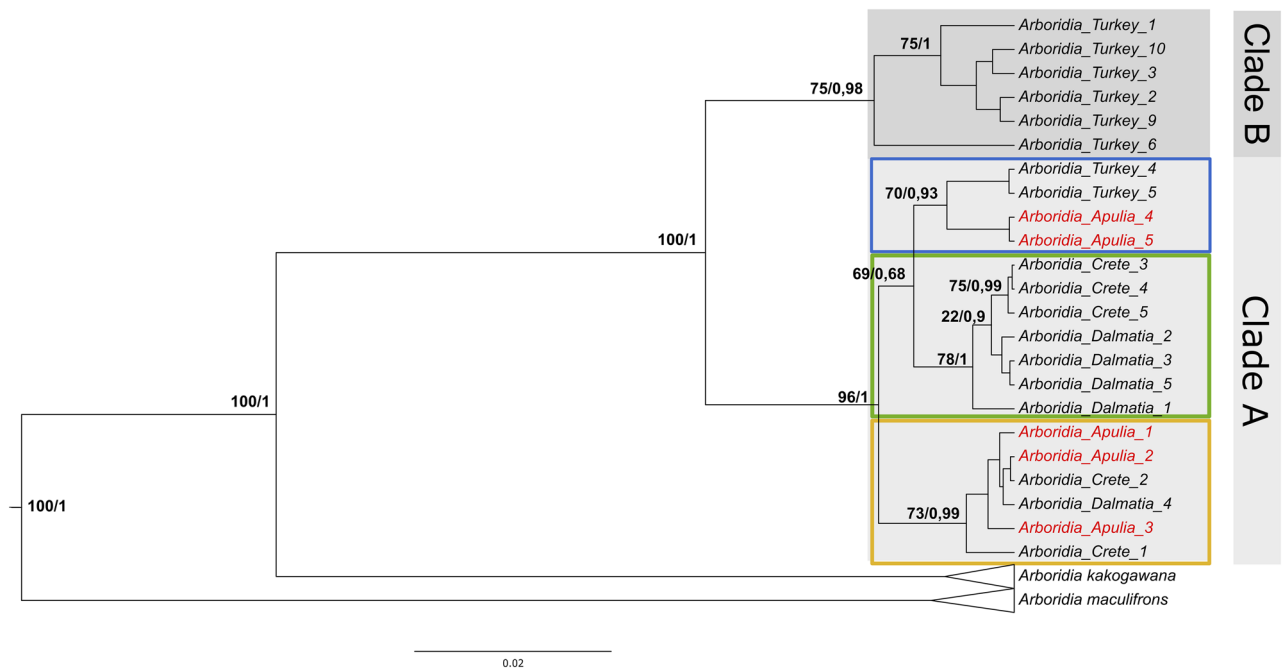 Arboridia_Turkey_1
75/1
Arboridia_Turkey_10
Arboridia_Turkey_3
75/0,98
Arboridia_Turkey_2
Arboridia_Turkey_9
Arboridia_Turkey_6
Clade B
Arboridia_Turkey_4
70/0,93
Arboridia_Turkey_5
Arboridia_Apulia_4
100/1
Arboridia_Apulia_5
Arboridia_Crete_3
69/0,68
75/0,99
Arboridia_Crete_4
Arboridia_Crete_5
22/0,9
Arboridia_Dalmatia_2
78/1
Arboridia_Dalmatia_3
Arboridia_Dalmatia_5
96/1
100/1
Arboridia_Dalmatia_1
Clade A
Arboridia_Apulia_1
Arboridia_Apulia_2
Arboridia_Crete_2
100/1
Arboridia_Dalmatia_4
73/0,99
Arboridia_Apulia_3
Arboridia_Crete_1
Arboridia kakogawana
Arboridia maculifrons
0.02